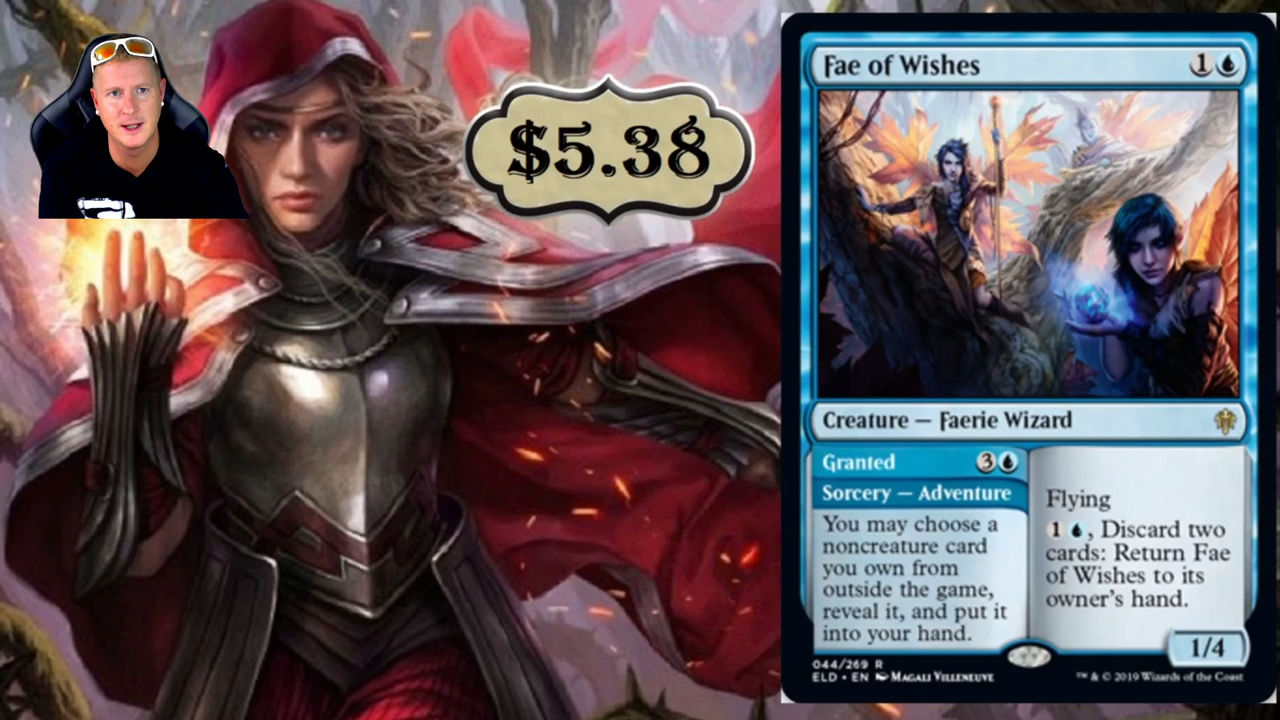 $5.38
Fae of Wishes 1
Creature — Faerie Wizard
Granted 3
Sorcery — Adventure
You may choose a
noncreature card
you own from
outside the game,
reveal it, and put it
into your hand.
Flying
1 , Discard two
cards: Return Fae
of Wishes to its
owner's hand.
1/4
044/269 R
ELD • EN MAGALI VILLENEUVE
™ & © 2019 Wizards of the Coast